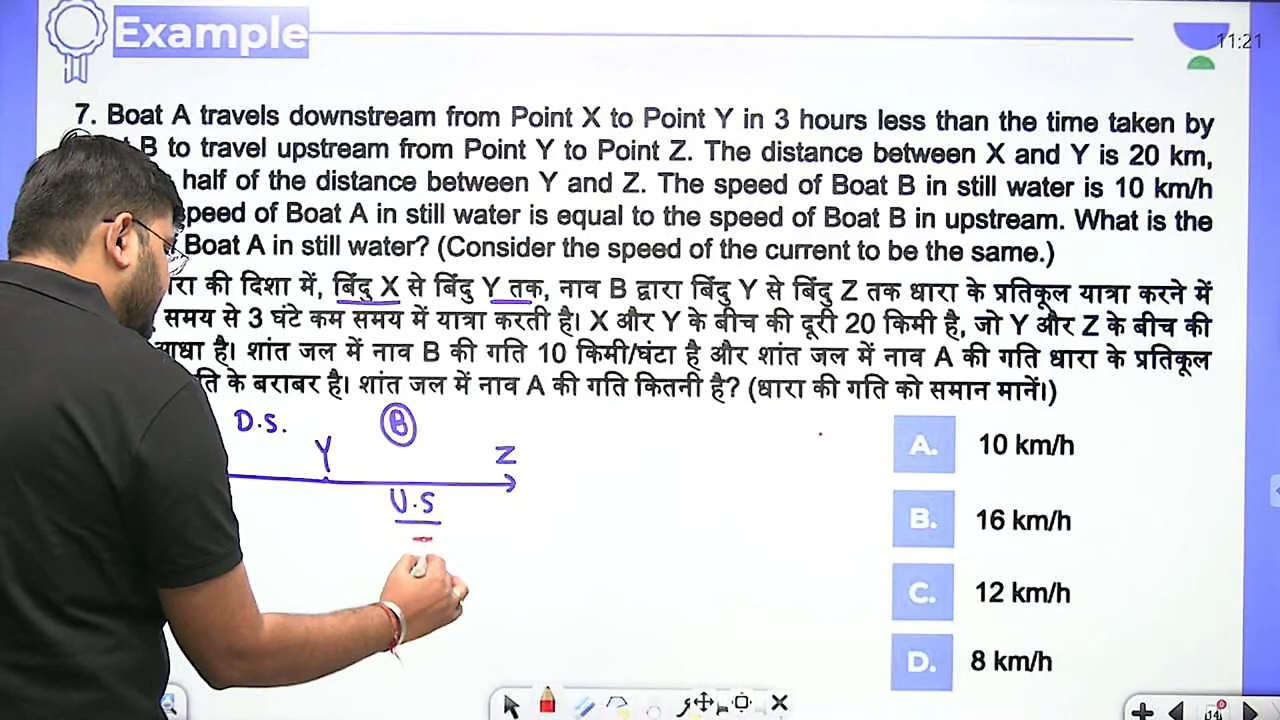 Example
11:21
7. Boat A travels downstream from Point X to Point Y in 3 hours less than the time taken by
B to travel upstream from Point Y to Point Z. The distance between X and Y is 20 km,
half of the distance between Y and Z. The speed of Boat B in still water is 10 km/h
speed of Boat A in still water is equal to the speed of Boat B in upstream. What is the
Boat A in still water? (Consider the speed of the current to be the same.)
की दिशा में, बिंदु X से बिंदु Y तक, नाव B द्वारा बिंदु Y से बिंदु Z तक धारा के प्रतिकूल यात्रा करने में
समय से 3 घंटे कम समय में यात्रा करती है। X और Y के बीच की दूरी 20 किमी है, जो Y और Z के बीच की
आधा है। शांत जल में नाव B की गति 10 किमी/घंटा है और शांत जल में नाव A की गति धारा के प्रतिकूल
के बराबर है। शांत जल में नाव A की गति कितनी है? (धारा की गति को समान मानें।)
D.S. B
Y Z
U.S
A. 10 km/h
B. 16 km/h
C. 12 km/h
D. 8 km/h